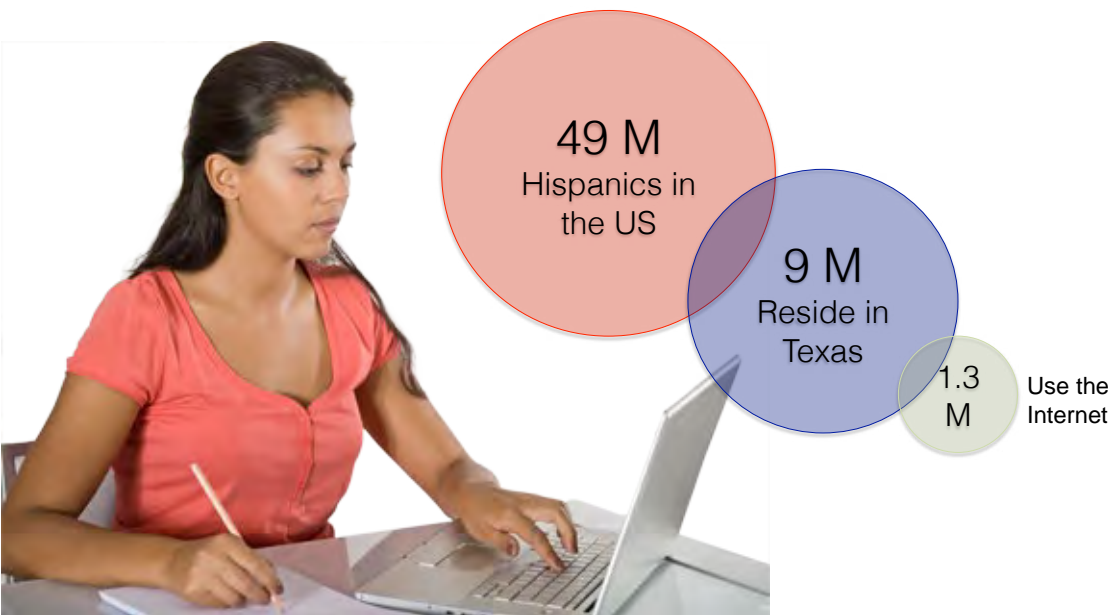 49 M
Hispanics in
the US
9 M
Reside in
Texas
1.3
M
Use the
Internet